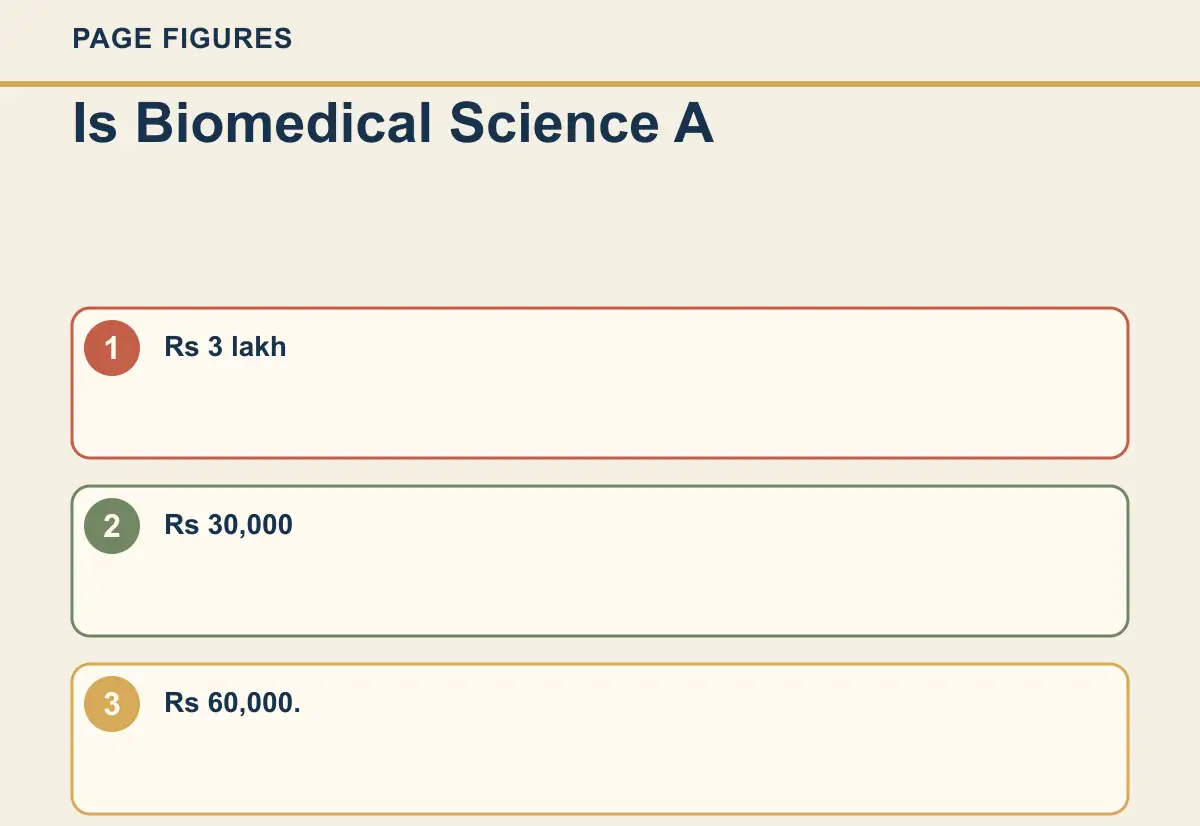 PAGE FIGURES
Is Biomedical Science A
1 Rs 3 lakh
2 Rs 30,000
3 Rs 60,000.